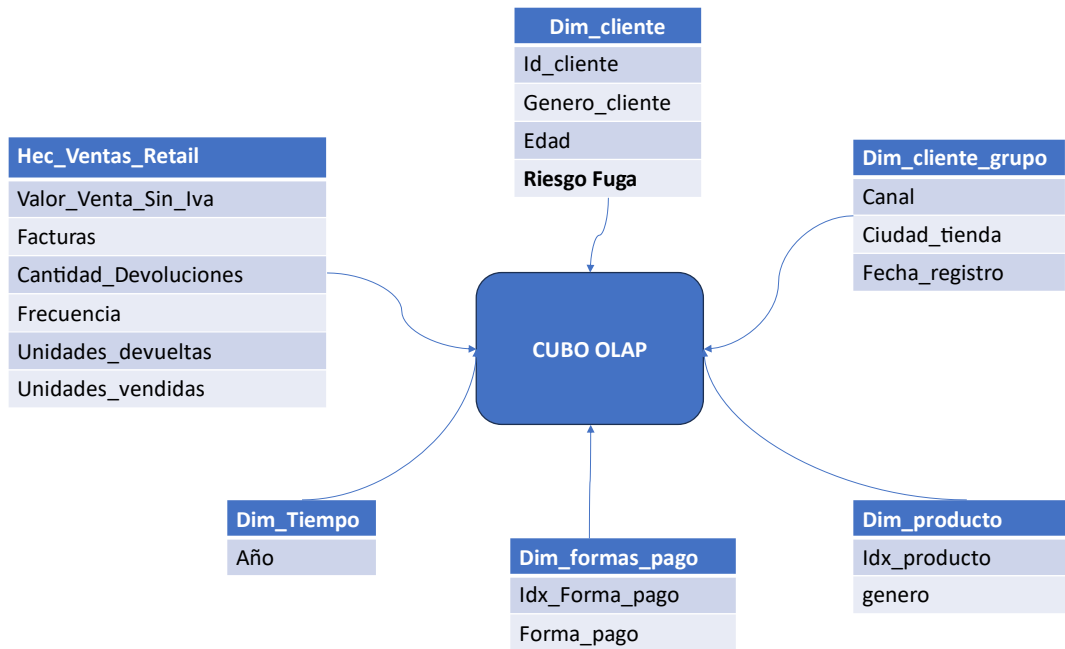 Dim_cliente
Id_cliente
Genero_cliente
Edad
Riesgo Fuga
Hec_Ventas_Retail
Valor_Venta_Sin_Iva
Facturas
Cantidad_Devoluciones
Frecuencia
Unidades_devueltas
Unidades_vendidas
Dim_cliente_grupo
Canal
Ciudad_tienda
Fecha_registro
CUBO OLAP
Dim_Tiempo
Año
Dim_formas_pago
Idx_Forma_pago
Forma_pago
Dim_producto
Idx_producto
genero